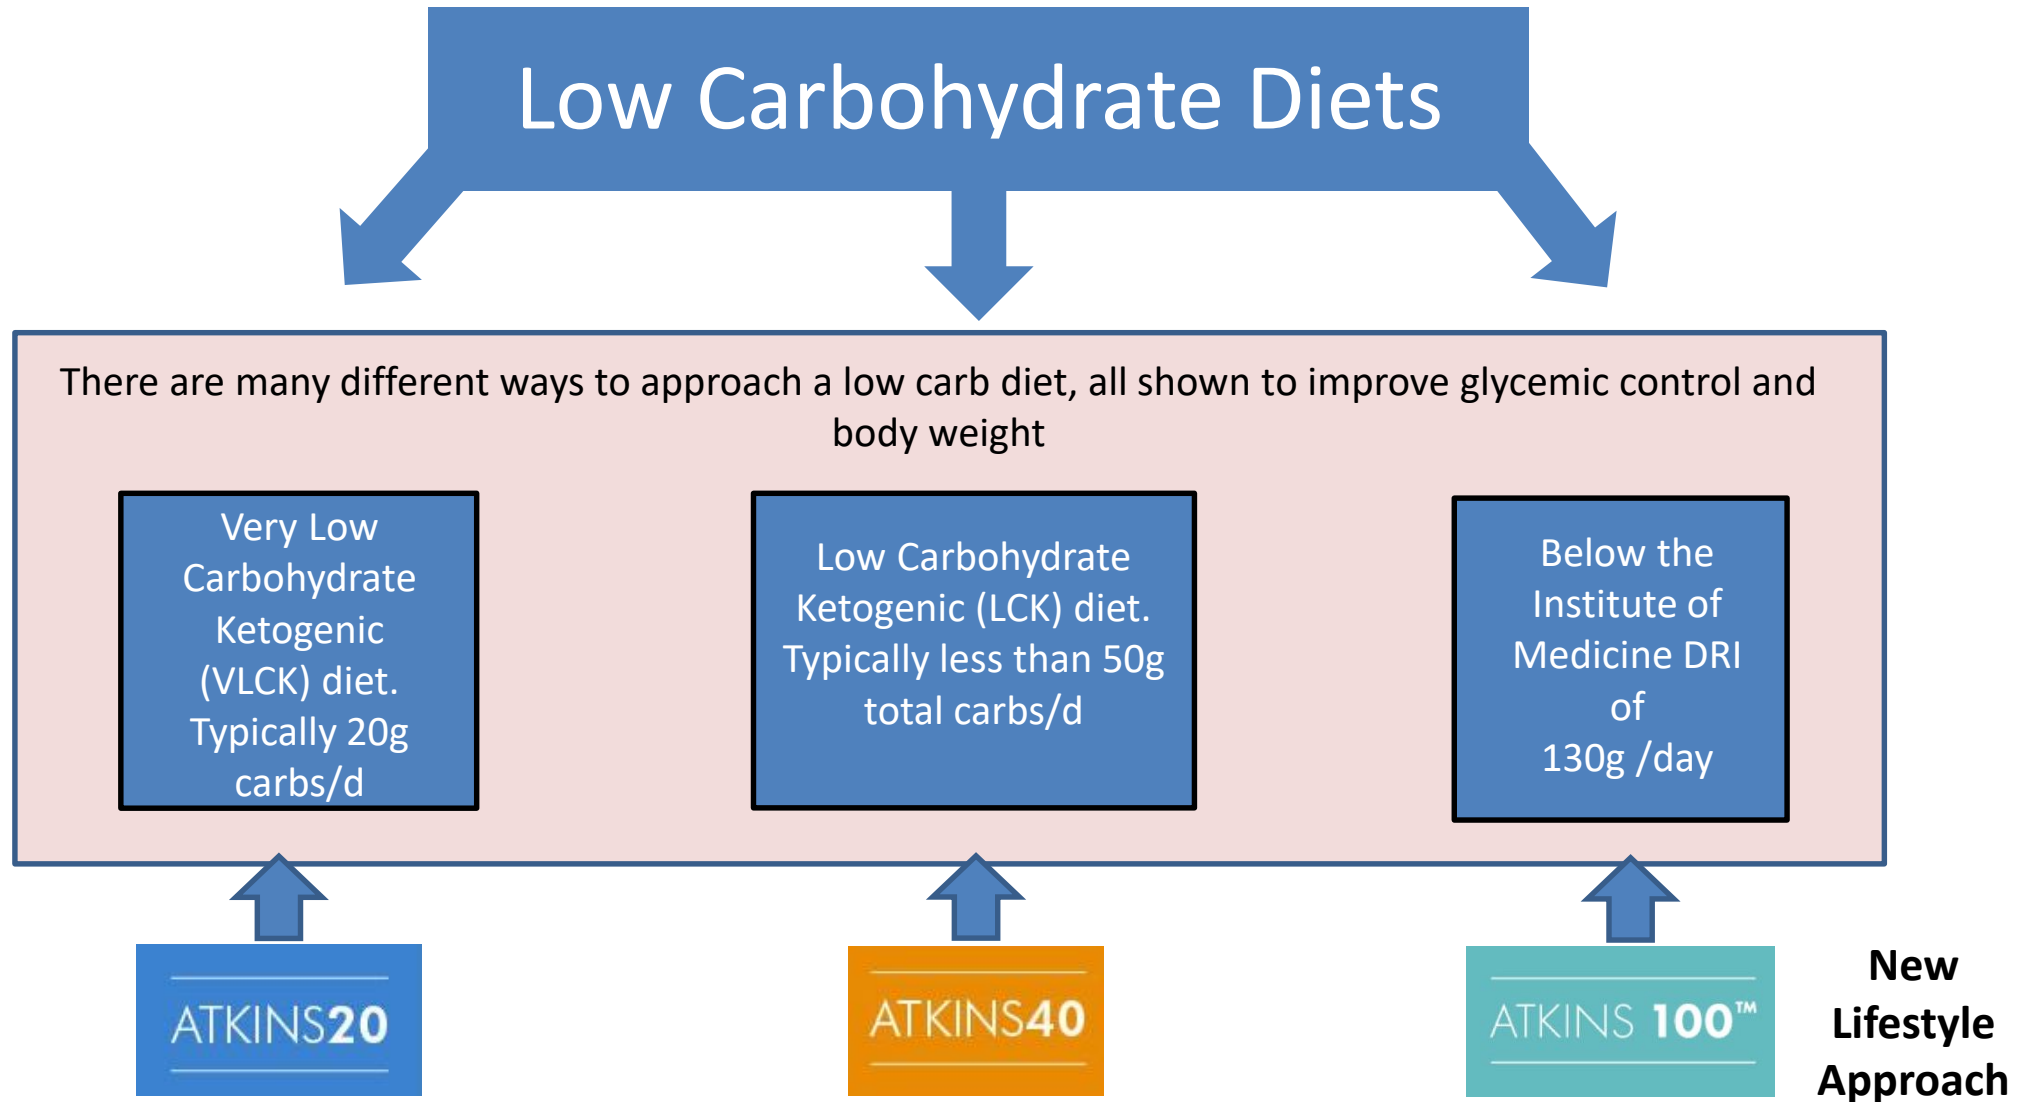 Low Carbohydrate Diets
There are many different ways to approach a low carb diet, all shown to improve glycemic control and
body weight
Very Low
Carbohydrate
Ketogenic
(VLCK) diet.
Typically 20g
carbs/d
Low Carbohydrate
Ketogenic (LCK) diet.
Typically less than 50g
total carbs/d
Below the
Institute of
Medicine DRI
of
130g /day
ATKINS20
ATKINS40
ATKINS 100™
New
Lifestyle
Approach